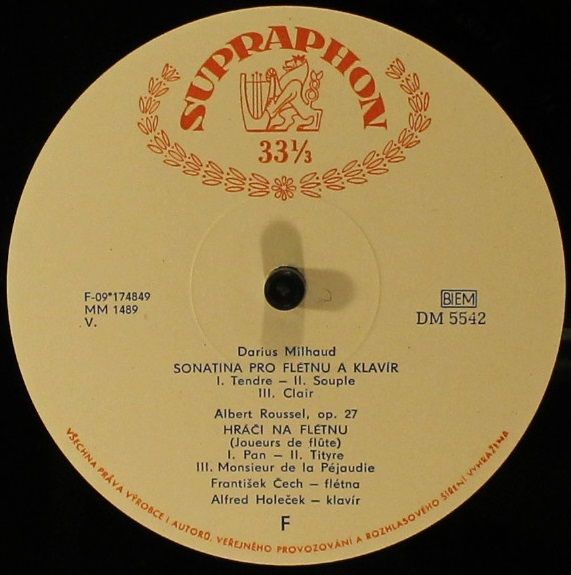 SUPRAPHON
33⅓
F-09*174849
MM 1489
V.
BIEM
DM 5542
Darius Milhaud
SONATINA PRO FLÉTNU A KLAVÍR
I. Tendre – II. Souple
III. Clair
Albert Roussel, op. 27
HRÁČI NA FLÉTNU
(Joueurs de flûte)
I. Pan – II. Tityre
III. Monsieur de la Péjaudie
František Čech – flétna
Alfred Holeček – klavír
F
VŠECHNA PRÁVA VÝROBCE I AUTORŮ, VEŘEJNÉHO PROVOZOVÁNÍ A ROZHLASOVÉHO ŠÍŘENÍ VYHRAŽENA